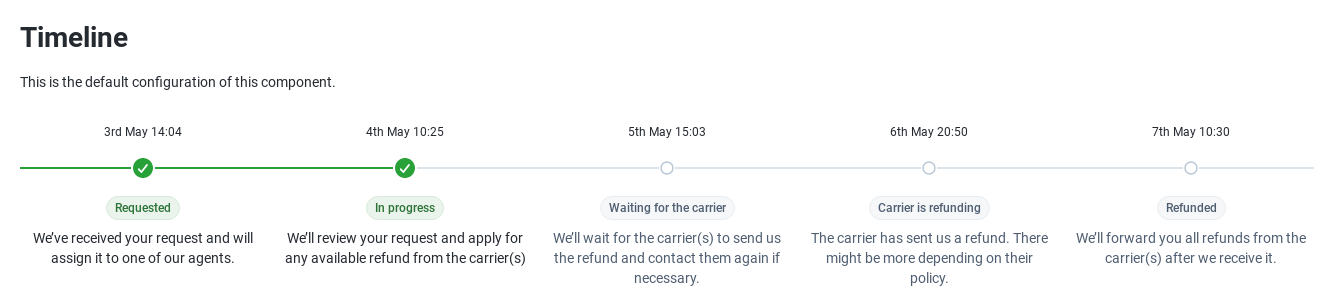 Timeline
This is the default configuration of this component.
3rd May 14:04
4th May 10:25
5th May 15:03
6th May 20:50
7th May 10:30
Requested
In progress
Waiting for the carrier
Carrier is refunding
Refunded
We’ve received your request and will
assign it to one of our agents.
We’ll review your request and apply for
any available refund from the carrier(s)
We’ll wait for the carrier(s) to send us
the refund and contact them again if
necessary.
The carrier has sent us a refund. There
might be more depending on their
policy.
We’ll forward you all refunds from the
carrier(s) after we receive it.